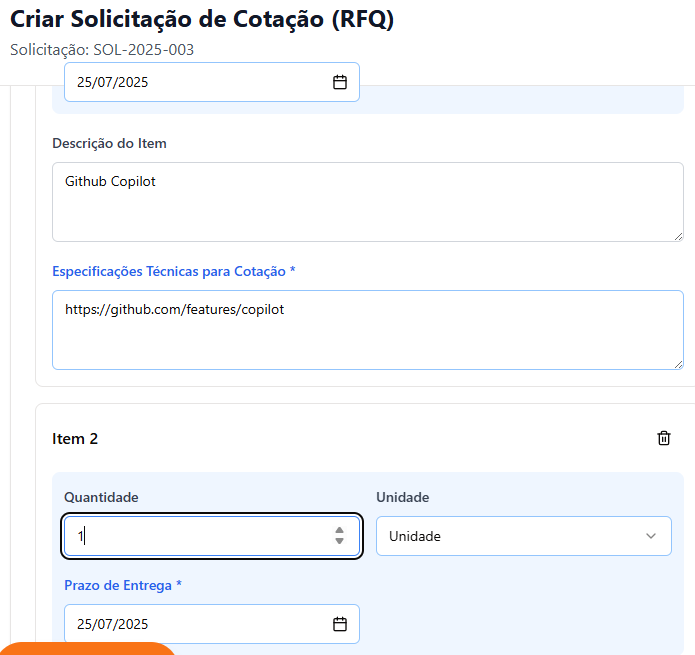 Criar Solicitação de Cotação (RFQ)
Solicitação: SOL-2025-003
25/07/2025
Descrição do Item
Github Copilot
Especificações Técnicas para Cotação *
https://github.com/features/copilot
Item 2
Quantidade
Unidade
1
Unidade
Prazo de Entrega *
25/07/2025